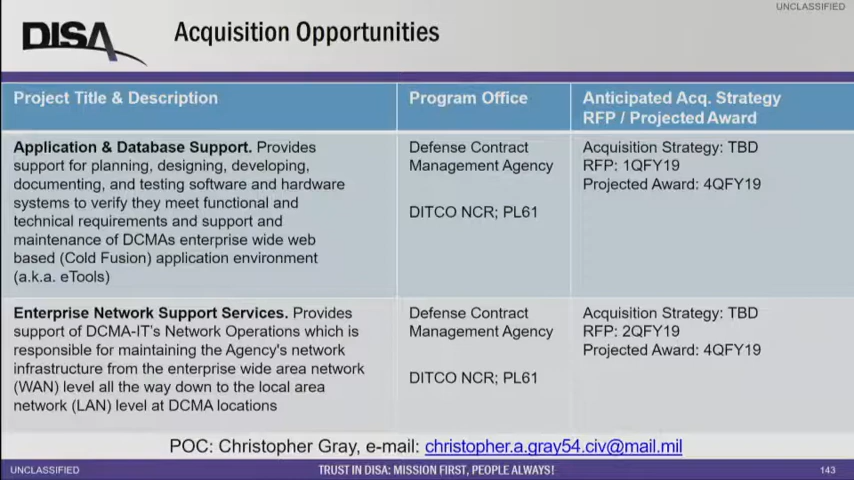 UNCLASSIFIED
DISA
Acquisition Opportunities
Project Title & Description
Program Office
Anticipated Acq. Strategy
RFP / Projected Award
Application & Database Support. Provides
support for planning, designing, developing,
documenting, and testing software and hardware
systems to verify they meet functional and
technical requirements and support and
maintenance of DCMAs enterprise wide web
based (Cold Fusion) application environment
(a.k.a. eTools)
Defense Contract
Management Agency
DITCO NCR; PL61
Acquisition Strategy: TBD
RFP: 1QFY19
Projected Award: 4QFY19
Enterprise Network Support Services. Provides
support of DCMA-IT's Network Operations which is
responsible for maintaining the Agency's network
infrastructure from the enterprise wide area network
(WAN) level all the way down to the local area
network (LAN) level at DCMA locations
Defense Contract
Management Agency
DITCO NCR; PL61
Acquisition Strategy: TBD
RFP: 2QFY19
Projected Award: 4QFY19
POC: Christopher Gray, e-mail: christopher.a.gray54.civ@mail.mil
UNCLASSIFIED
TRUST IN DISA: MISSION FIRST, PEOPLE ALWAYS!
143